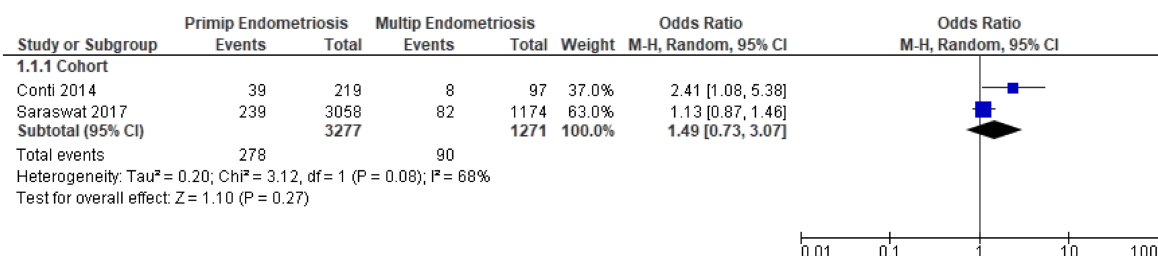 Primip Endometriosis Multip Endometriosis Odds Ratio Odds Ratio
Study or Subgroup Events Total Events Total Weight M-H, Random, 95% CI M-H, Random, 95% CI
1.1.1 Cohort
Conti 2014 39 219 8 97 37.0% 2.41 [1.08, 5.38]
Saraswat 2017 239 3058 82 1174 63.0% 1.13 [0.87, 1.46]
Subtotal (95% CI) 3277 1271 100.0% 1.49 [0.73, 3.07]
Total events 278 90
Heterogeneity: Tau² = 0.20; Chi² = 3.12, df = 1 (P = 0.08); I² = 68%
Test for overall effect: Z = 1.10 (P = 0.27)
0.01 0.1 1 10 100